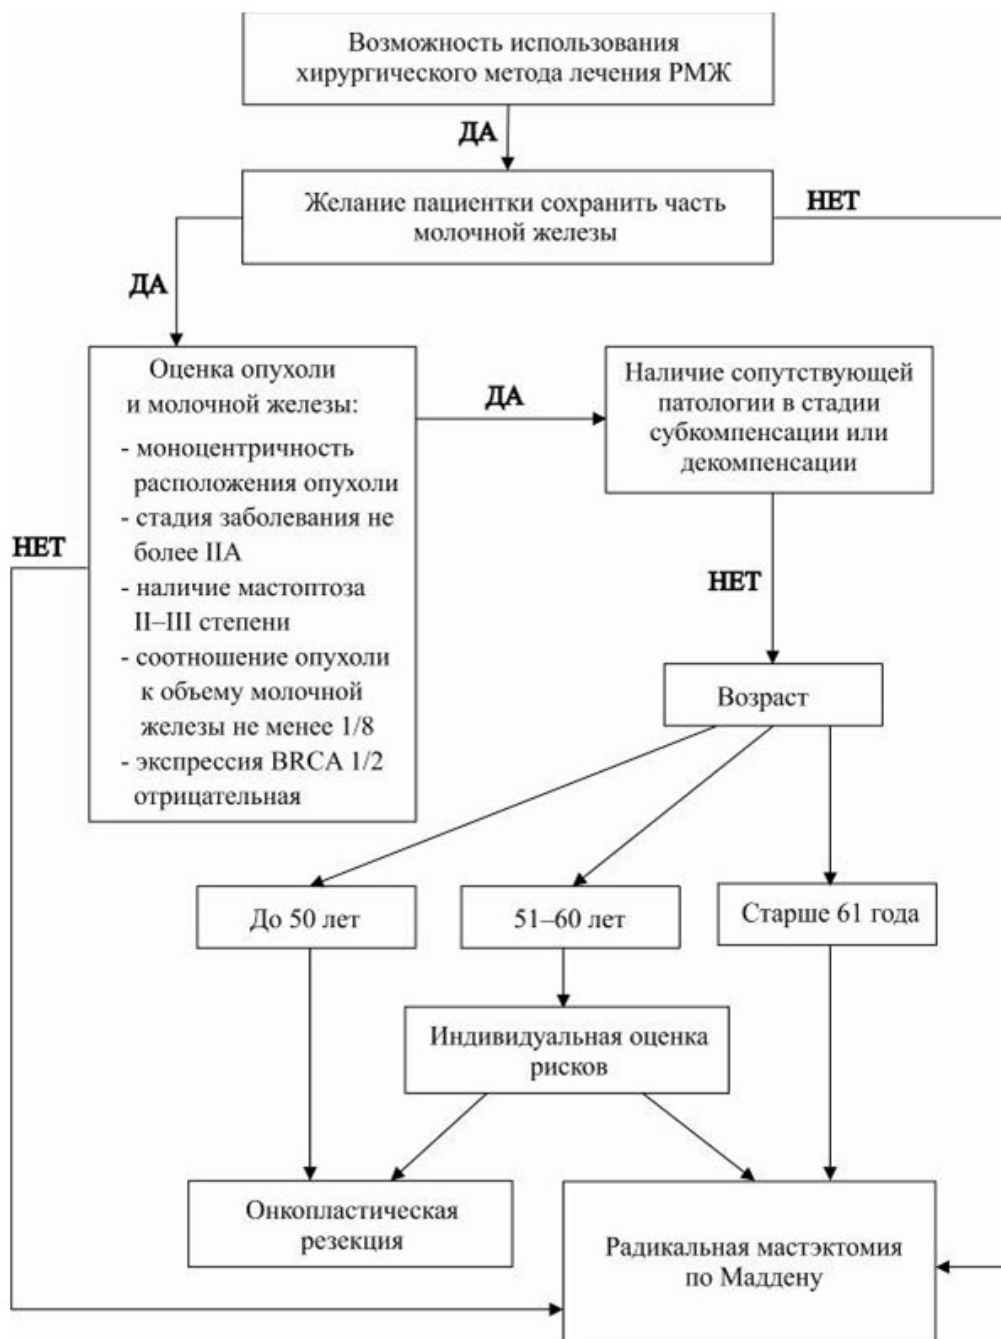 Возможность использования
хирургического метода лечения РМЖ
ДА
Желание пациентки сохранить часть
молочной железы
НЕТ
ДА
Оценка опухоли
и молочной железы:
- моноцентричность
расположения опухоли
- стадия заболевания не
более IIA
- наличие мастоптоза
II–III степени
- соотношение опухоли
к объему молочной
железы не менее 1/8
- экспрессия BRCA 1/2
отрицательная
ДА
Наличие сопутствующей
патологии в стадии
субкомпенсации или
декомпенсации
НЕТ
НЕТ
Возраст
До 50 лет
51–60 лет
Старше 61 года
Индивидуальная оценка
рисков
Онкопластическая
резекция
Радикальная мастэктомия
по Маддену